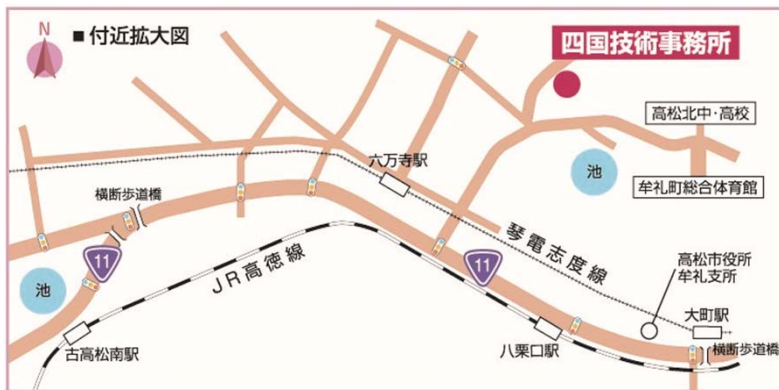 N
■ 付近拡大図
四国技術事務所
高松北中・高校
六万寺駅
池
牟礼町総合体育館
横断歩道橋
琴電志度線
11
JR高徳線
11
高松市役所
牟礼支所
池
大町駅
古高松南駅
八栗口駅
横断歩道橋